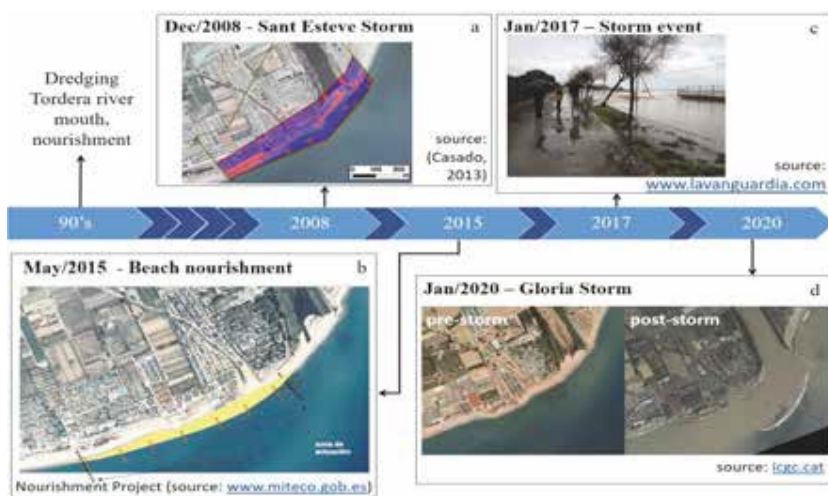 Dec/2008 - Sant Esteve Storm
a
source:
(Casado,
2013)
Jan/2017 – Storm event
c
source:
www.lavanguardia.com
Dredging
Tordera river
mouth,
nourishment
90's
2008
2015
2017
2020
May/2015 - Beach nourishment
b
Nourishment Project (source: www.miteco.gob.es)
Jan/2020 – Gloria Storm
d
pre-storm
post-storm
source: icgc.cat